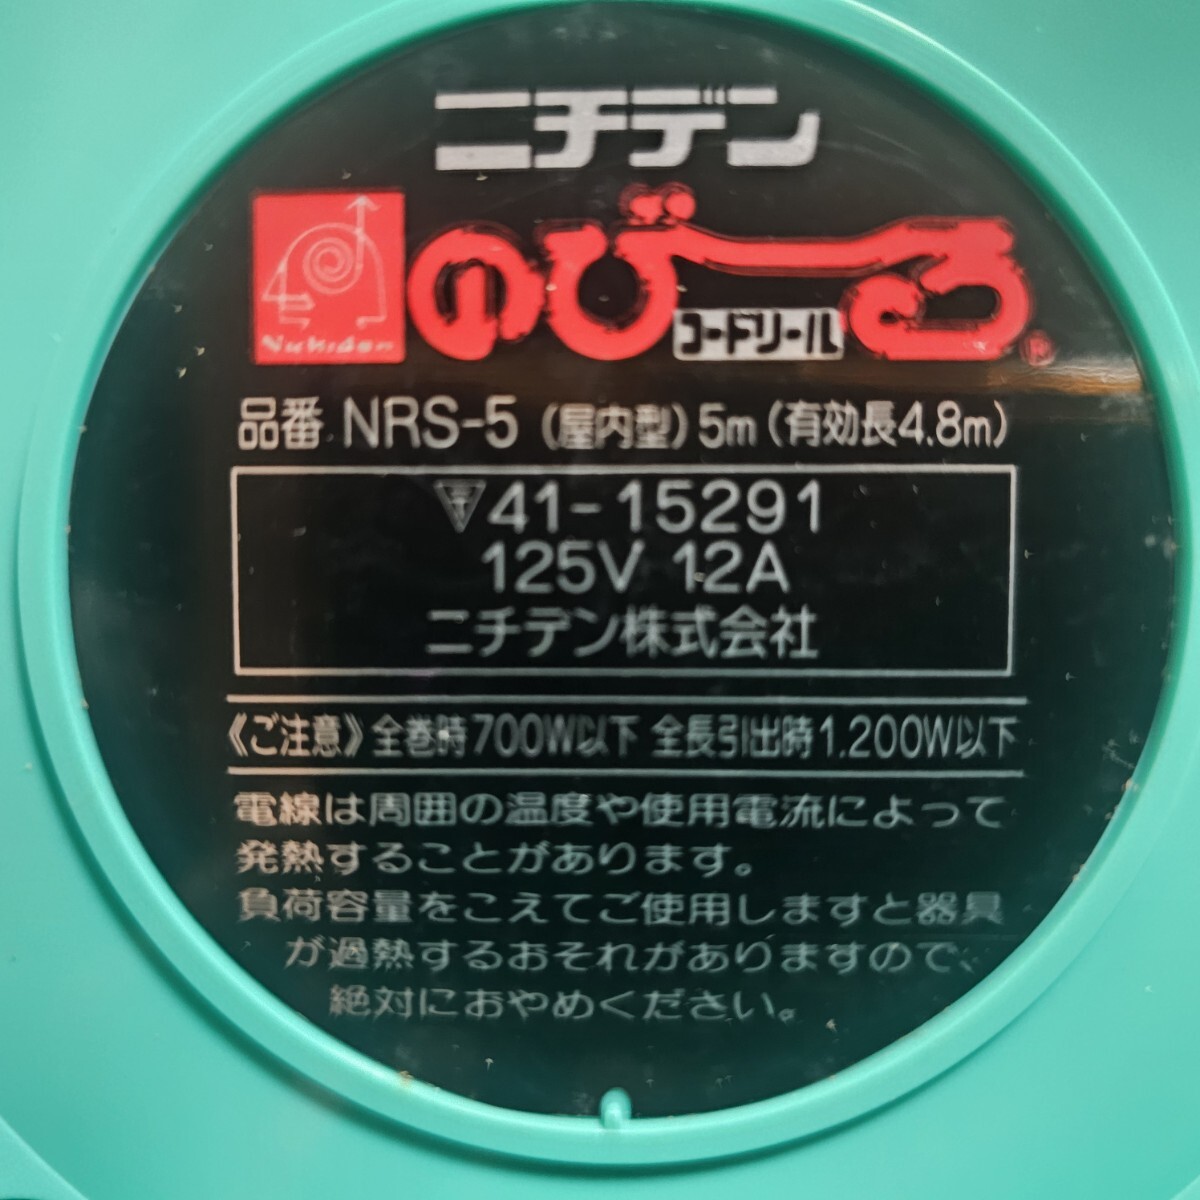 ニチデン
Nichiden
のびーる®
コードリール
品番 NRS-5 (屋内型) 5m (有効長4.8m)
〒41-15291
125V 12A
ニチデン株式会社
《ご注意》全巻時700W以下 全長引出時1,200W以下
電線は周囲の温度や使用電流によって
発熱することがあります。
負荷容量をこえてご使用しますと器具
が過熱するおそれがありますので、
絶対におやめください。